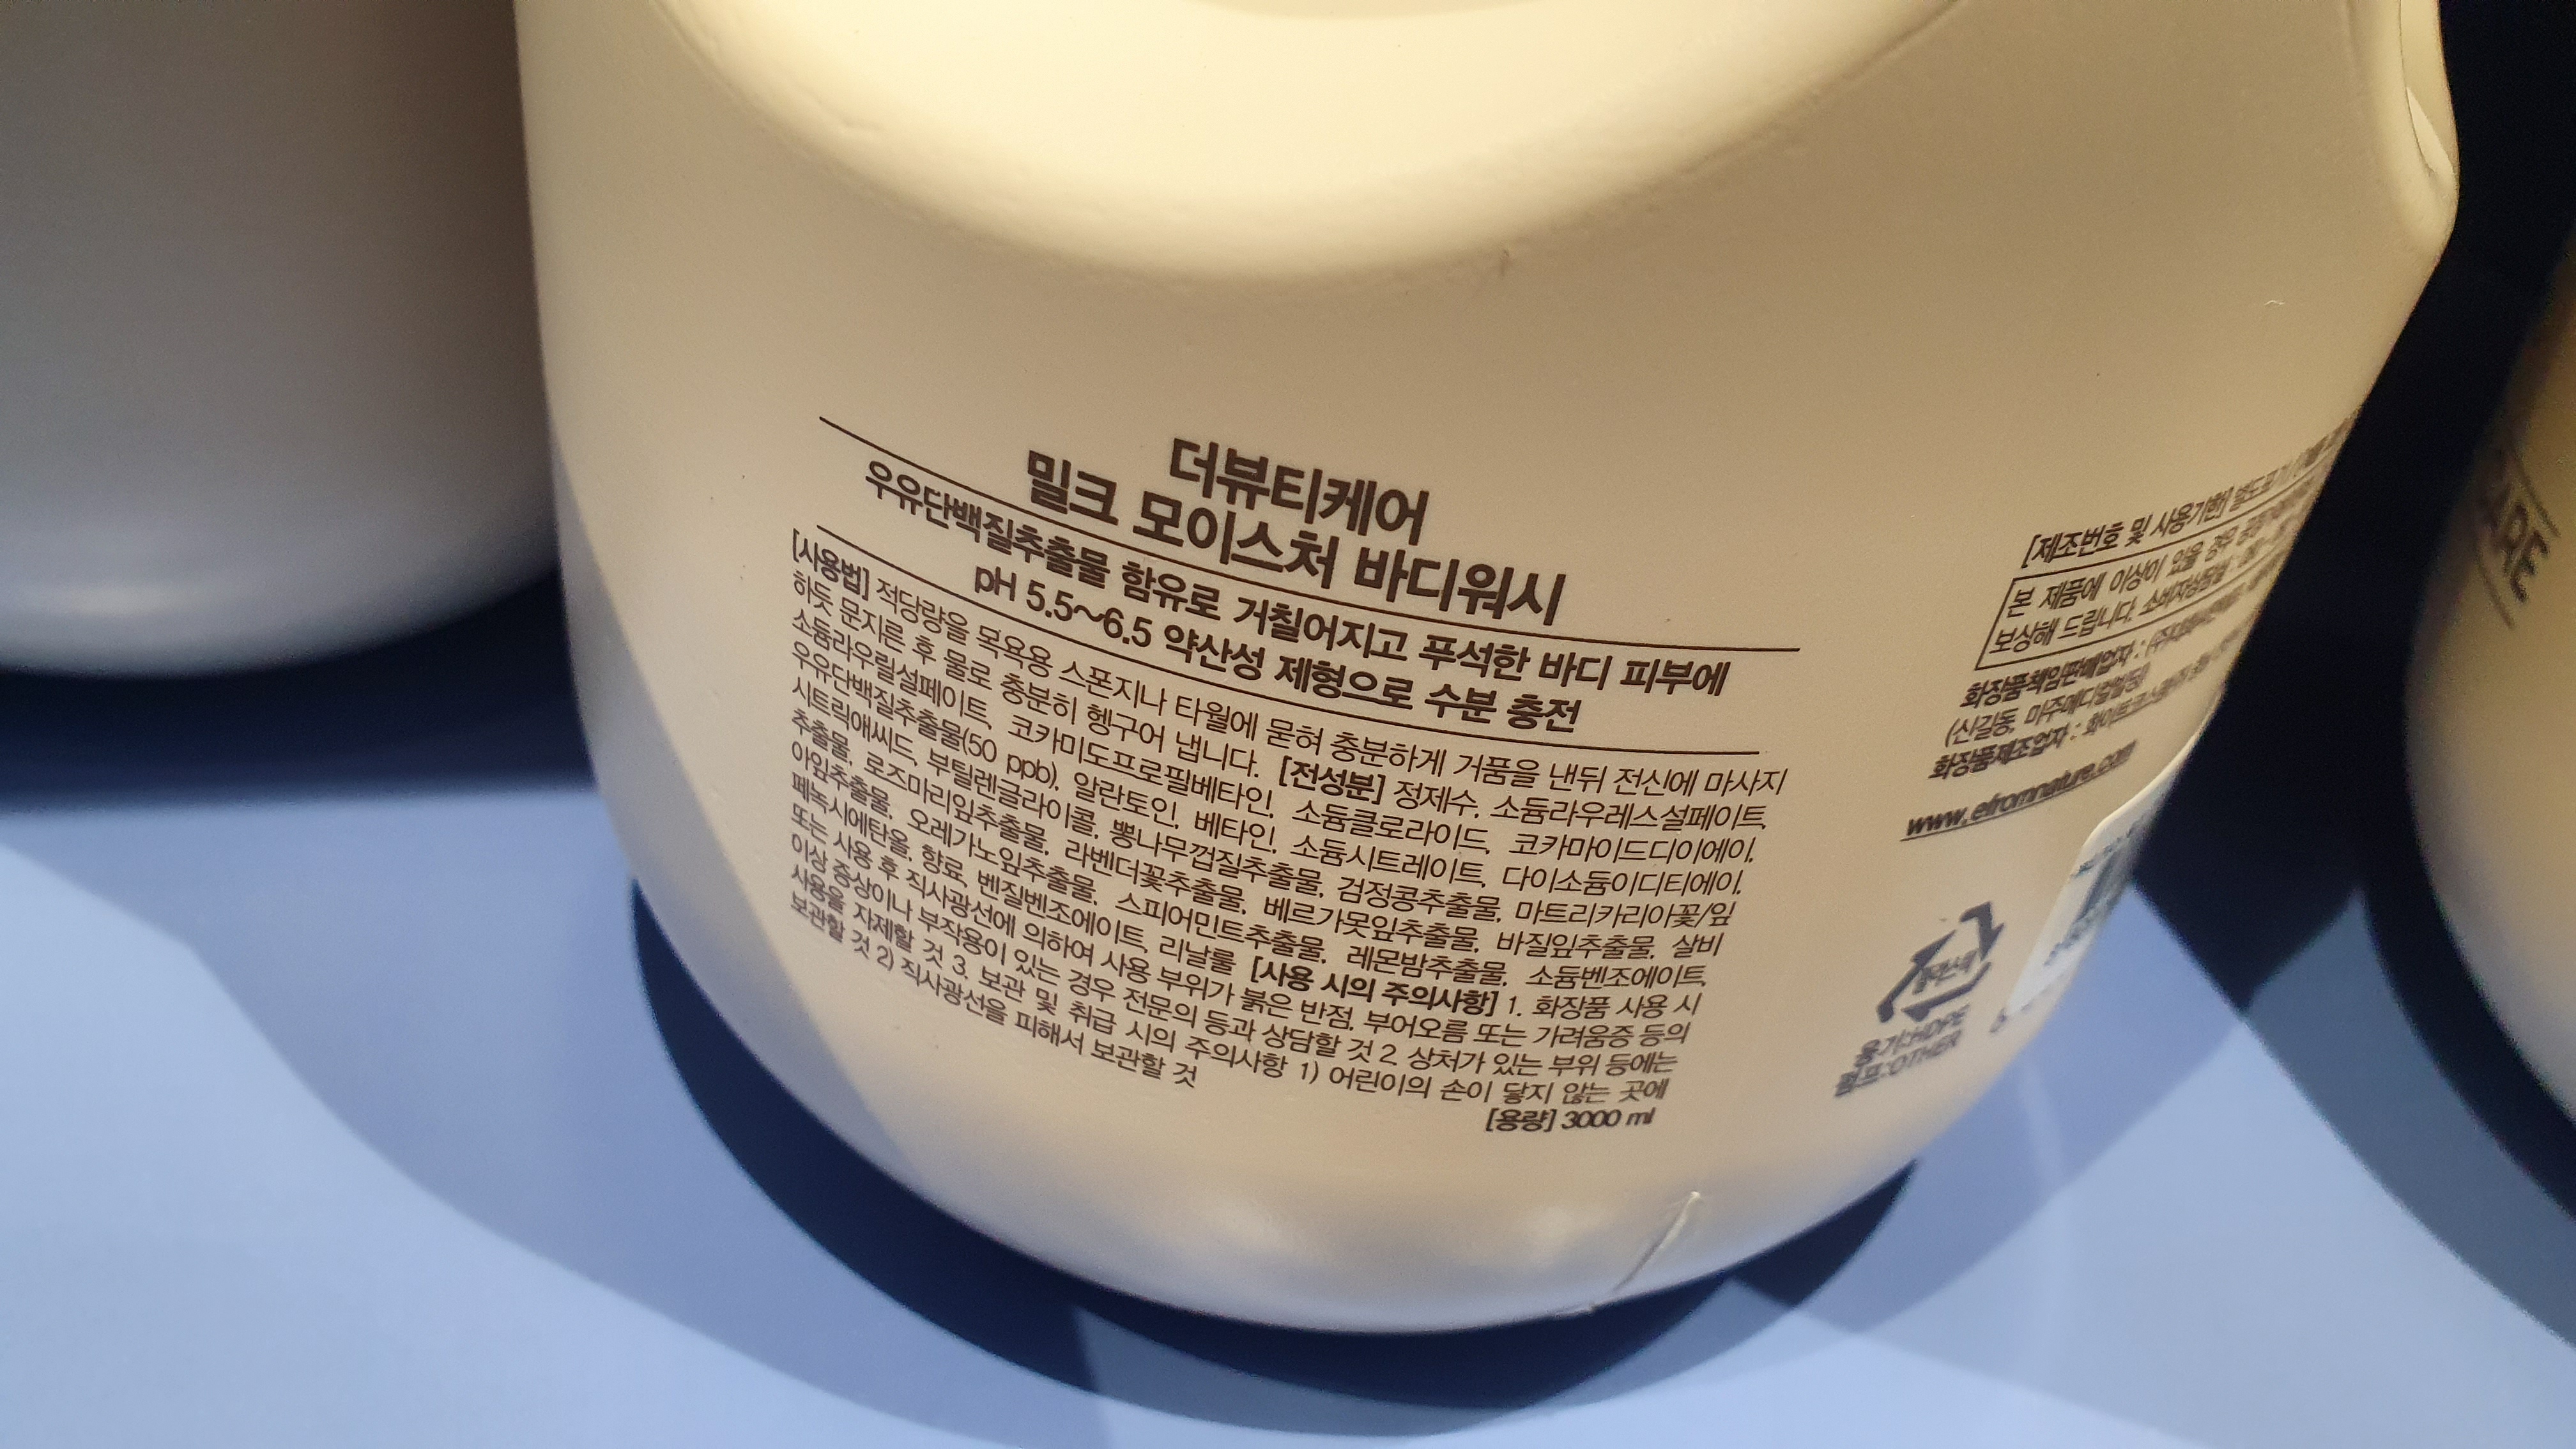 더뷰티케어
밀크 모이스처 바디워시
우유단백질추출물 함유로 거칠어지고 푸석한 바디 피부에
pH 5.5~6.5 약산성 제형으로 수분 충전
[사용법] 적당량을 목욕용 스폰지나 타월에 묻혀 충분하게 거품을 낸뒤 전신에 마사지
하듯 문지른 후 물로 충분히 헹구어 냅니다. [전성분] 정제수, 소듐라우레스설페이트,
소듐라우릴설페이트, 코카미도프로필베타인, 소듐클로라이드, 코카마이드디이에이,
우유단백질추출물(50 ppb), 알란토인, 베타인, 소듐시트레이트, 다이소듐이디티에이,
시트릭애씨드, 부틸렌글라이콜, 뽕나무껍질추출물, 검정콩추출물, 마트리카리아꽃/잎
추출물, 로즈마리잎추출물, 라벤더꽃추출물, 베르가못잎추출물, 바질잎추출물, 살비
아잎추출물, 오레가노잎추출물, 스피어민트추출물, 레몬밤추출물, 소듐벤조에이트,
페녹시에탄올, 향료, 벤질벤조에이트, 리날룰 [사용 시의 주의사항] 1. 화장품 사용 시
또는 사용 후 직사광선에 의하여 사용 부위가 붉은 반점, 부어오름 또는 가려움증 등의
이상 증상이나 부작용이 있는 경우 전문의 등과 상담할 것 2. 상처가 있는 부위 등에는
사용을 자제할 것 3. 보관 및 취급 시의 주의사항 1) 어린이의 손이 닿지 않는 곳에
보관할 것 2) 직사광선을 피해서 보관할 것
[용량] 3000 ml
[제조번호 및 사용기한]
본 제품에 이상이 있을 경우
보상해 드립니다. 소비자상담실 :
화장품책임판매업자 :
(신길동, 미주메디컬빌딩)
화장품제조업자 :
www.efromnature.com
용기:HDPE
펌프:OTHER